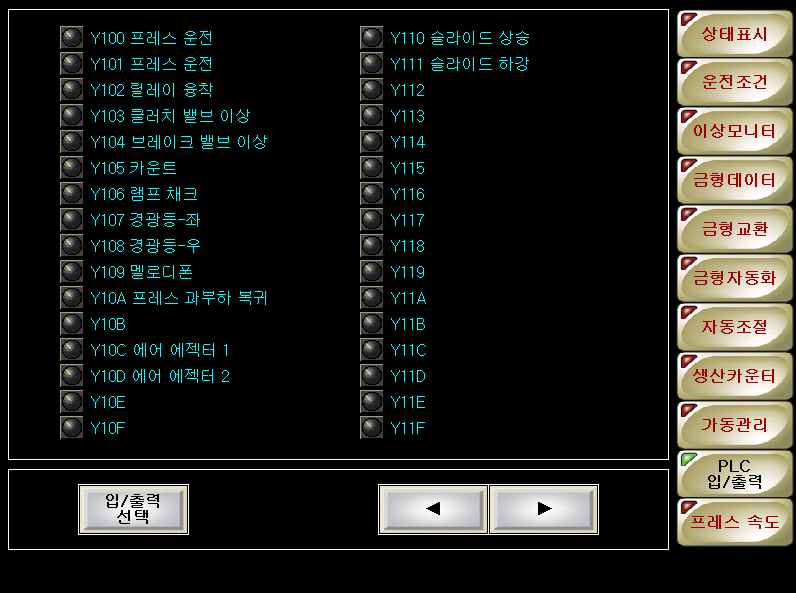 Y100 프레스 운전
Y101 프레스 운전
Y102 릴레이 융착
Y103 클러치 밸브 이상
Y104 브레이크 밸브 이상
Y105 카운트
Y106 램프 채크
Y107 경광등-좌
Y108 경광등-우
Y109 멜로디폰
Y10A 프레스 과부하 복귀
Y10B
Y10C 에어 에젝터 1
Y10D 에어 에젝터 2
Y10E
Y10F
Y110 슬라이드 상승
Y111 슬라이드 하강
Y112
Y113
Y114
Y115
Y116
Y117
Y118
Y119
Y11A
Y11B
Y11C
Y11D
Y11E
Y11F
입/출력
선택
상태표시
운전조건
이상모니터
금형데이터
금형교환
금형자동화
자동조절
생산카운터
가동관리
PLC
입/출력
프레스 속도